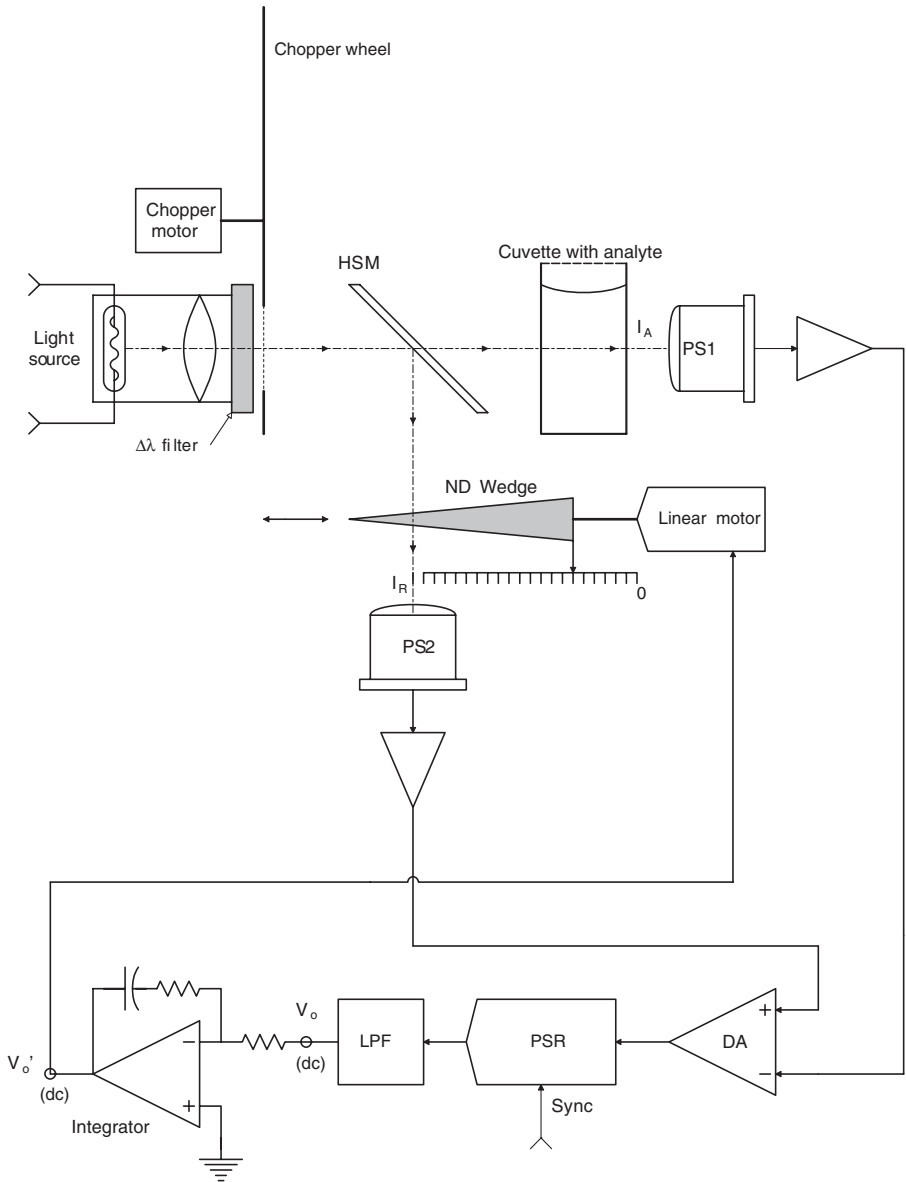 Chopper wheel
Chopper
motor
HSM
Cuvette with analyte
Light
source
I_A
PS1
Δλ filter
ND Wedge
Linear motor
I_R
0
PS2
+
DA
−
PSR
Sync
LPF
V_o
(dc)
−
+
V_o'
(dc)
Integrator